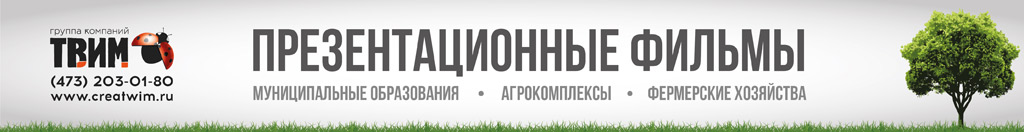 группа компаний
ТВИМ
(473) 203-01-80
www.creatwim.ru
ПРЕЗЕНТАЦИОННЫЕ ФИЛЬМЫ
МУНИЦИПАЛЬНЫЕ ОБРАЗОВАНИЯ • АГРОКОМПЛЕКСЫ • ФЕРМЕРСКИЕ ХОЗЯЙСТВА